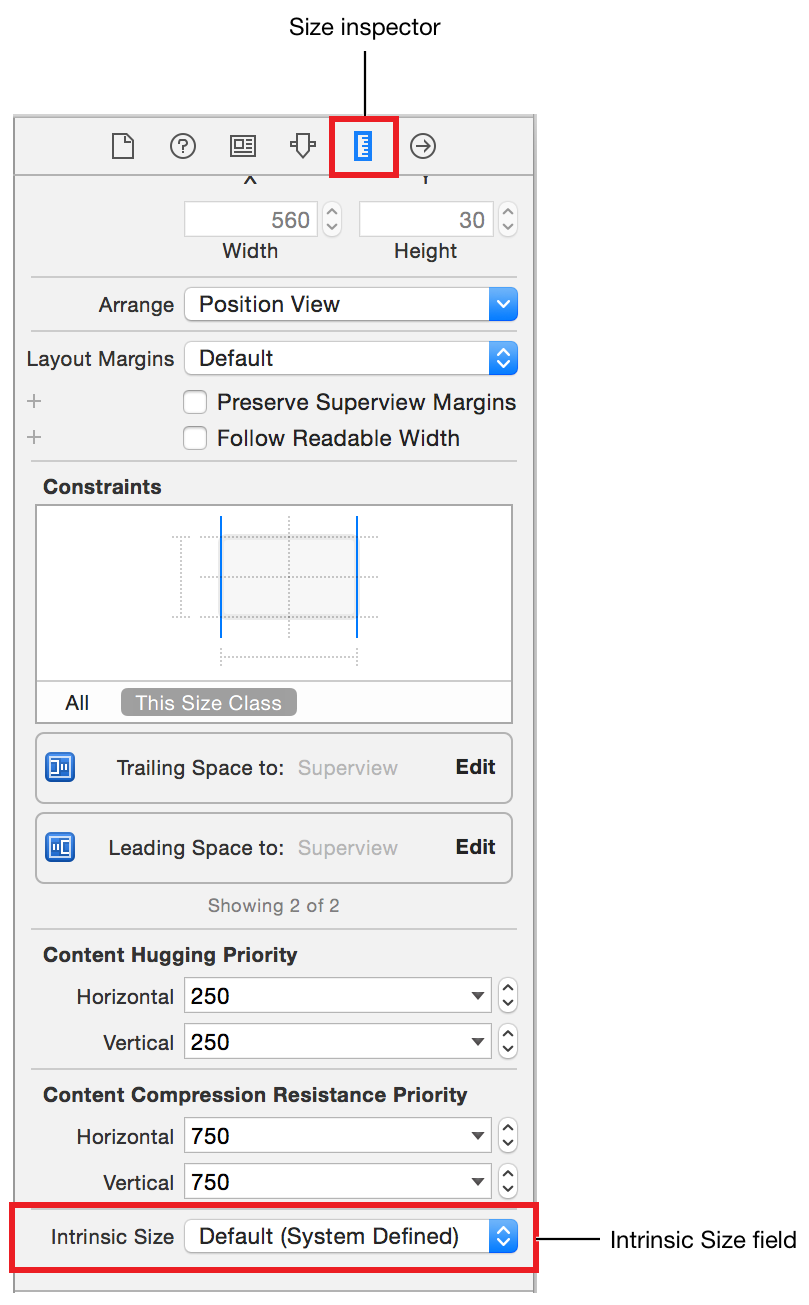 Size inspector
X Y
560 30
Width Height
Arrange Position View
Layout Margins Default
+ Preserve Superview Margins
+ Follow Readable Width
Constraints
All This Size Class
Trailing Space to: Superview Edit
Leading Space to: Superview Edit
Showing 2 of 2
Content Hugging Priority
Horizontal 250
Vertical 250
Content Compression Resistance Priority
Horizontal 750
Vertical 750
Intrinsic Size Default (System Defined) Intrinsic Size field